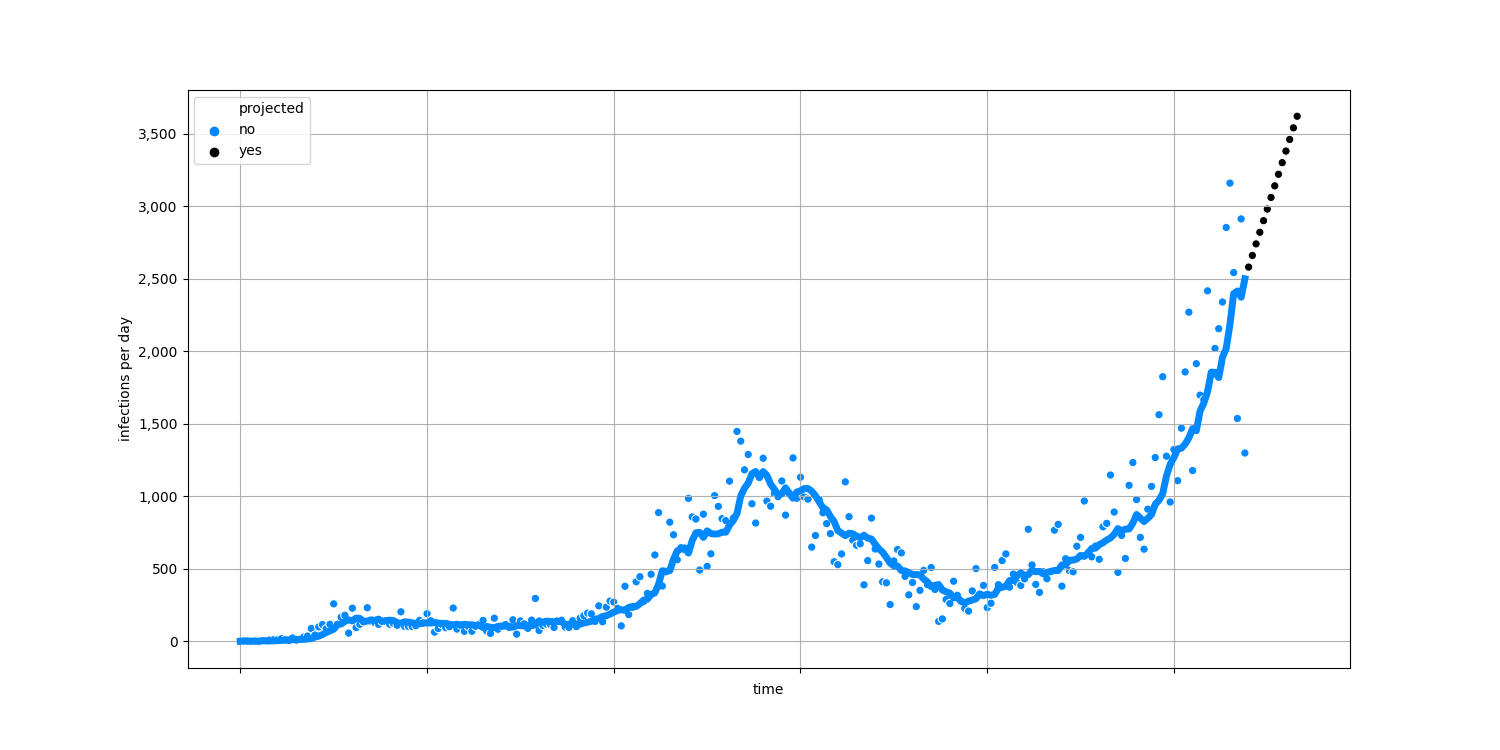 projected
no
yes
3,500
3,000
2,500
2,000
1,500
1,000
500
0
infections per day
time